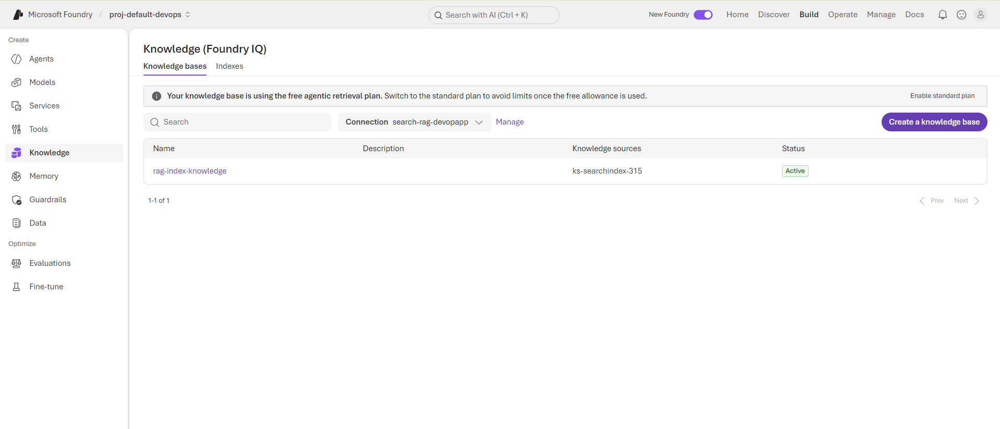 Microsoft Foundry / proj-default-devops
Search with AI (Ctrl + K)
New Foundry
Home Discover Build Operate Manage Docs
Create
Agents
Models
Services
Tools
Knowledge
Memory
Guardrails
Data
Optimize
Evaluations
Fine-tune
Knowledge (Foundry IQ)
Knowledge bases Indexes
Your knowledge base is using the free agentic retrieval plan. Switch to the standard plan to avoid limits once the free allowance is used. Enable standard plan
Search
Connection search-rag-devopapp Manage
Create a knowledge base
Name Description Knowledge sources Status
rag-index-knowledge ks-searchindex-315 Active
1-1 of 1
Prev Next